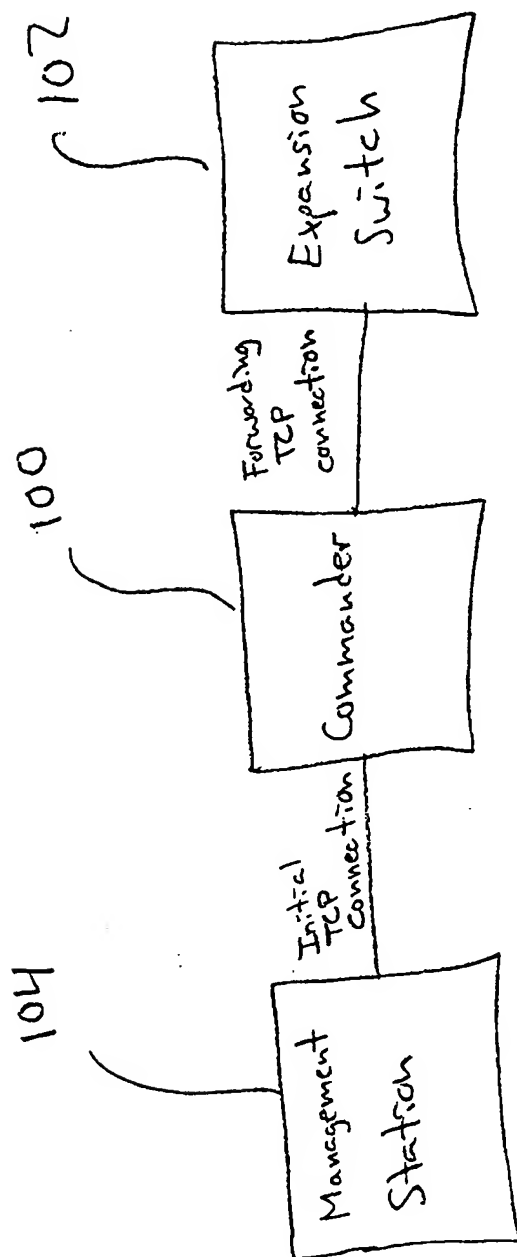 104
100
102
Management
Station
Initial
TCP
connection
Commander
Forwarding
TCP
connection
Expansion
Switch